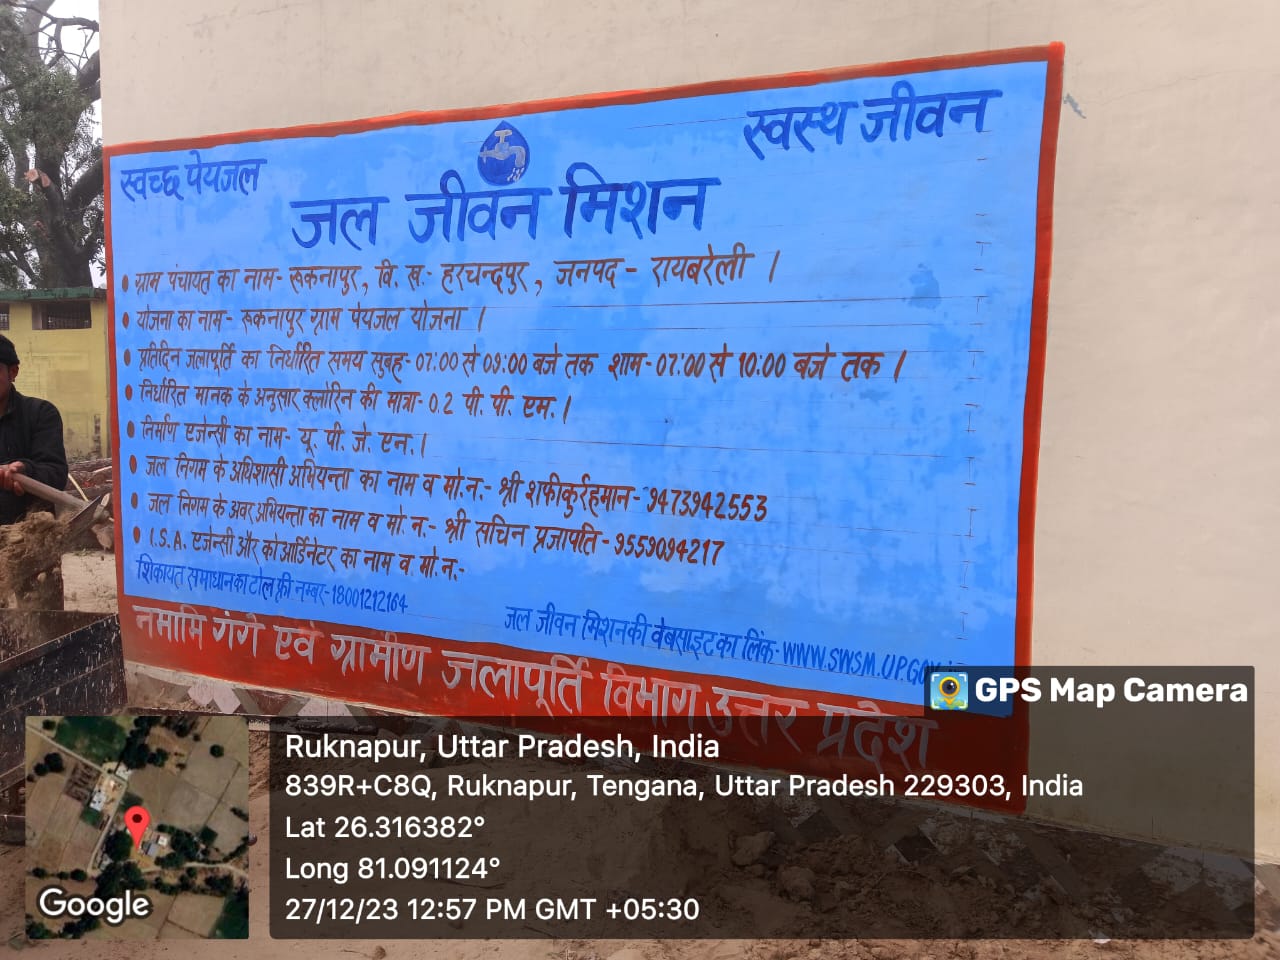 स्वच्छ पेयजल
स्वस्थ जीवन
जल जीवन मिशन
• ग्राम पंचायत का नाम- रूकनापुर, वि. ख.- हरचन्दपुर, जनपद - रायबरेली ।
• योजना का नाम- रूकनापुर ग्राम पेयजल योजना ।
• प्रतिदिन जलापूर्ति का निर्धारित समय सुबह- 07:00 से 09:00 बजे तक शाम- 07:00 से 10:00 बजे तक ।
• निर्धारित मानक के अनुसार क्लोरिन की मात्रा- 0.2 पी. पी. एम. ।
• निर्माण एजेन्सी का नाम- यू. पी. जे. एन. ।
• जल निगम के अधिशासी अभियन्ता का नाम व मो.न.- श्री शफीकुर्रहमान- 9473942553
• जल निगम के अवर अभियन्ता का नाम व मो. न.- श्री सचिन प्रजापति - 9559094217
• I.S.A. एजेन्सी और कोआर्डिनेटर का नाम व मो. न.-
शिकायत समाधान का टोल फ्री नम्बर- 18001212164
जल जीवन मिशन की वेबसाइट का लिंक- WWW.SWSM.UP.GOV
नमामि गंगे एवं ग्रामीण जलापूर्ति विभाग उत्तर प्रदेश
GPS Map Camera
Ruknapur, Uttar Pradesh, India
839R+C8Q, Ruknapur, Tengana, Uttar Pradesh 229303, India
Lat 26.316382°
Long 81.091124°
27/12/23 12:57 PM GMT +05:30
Google